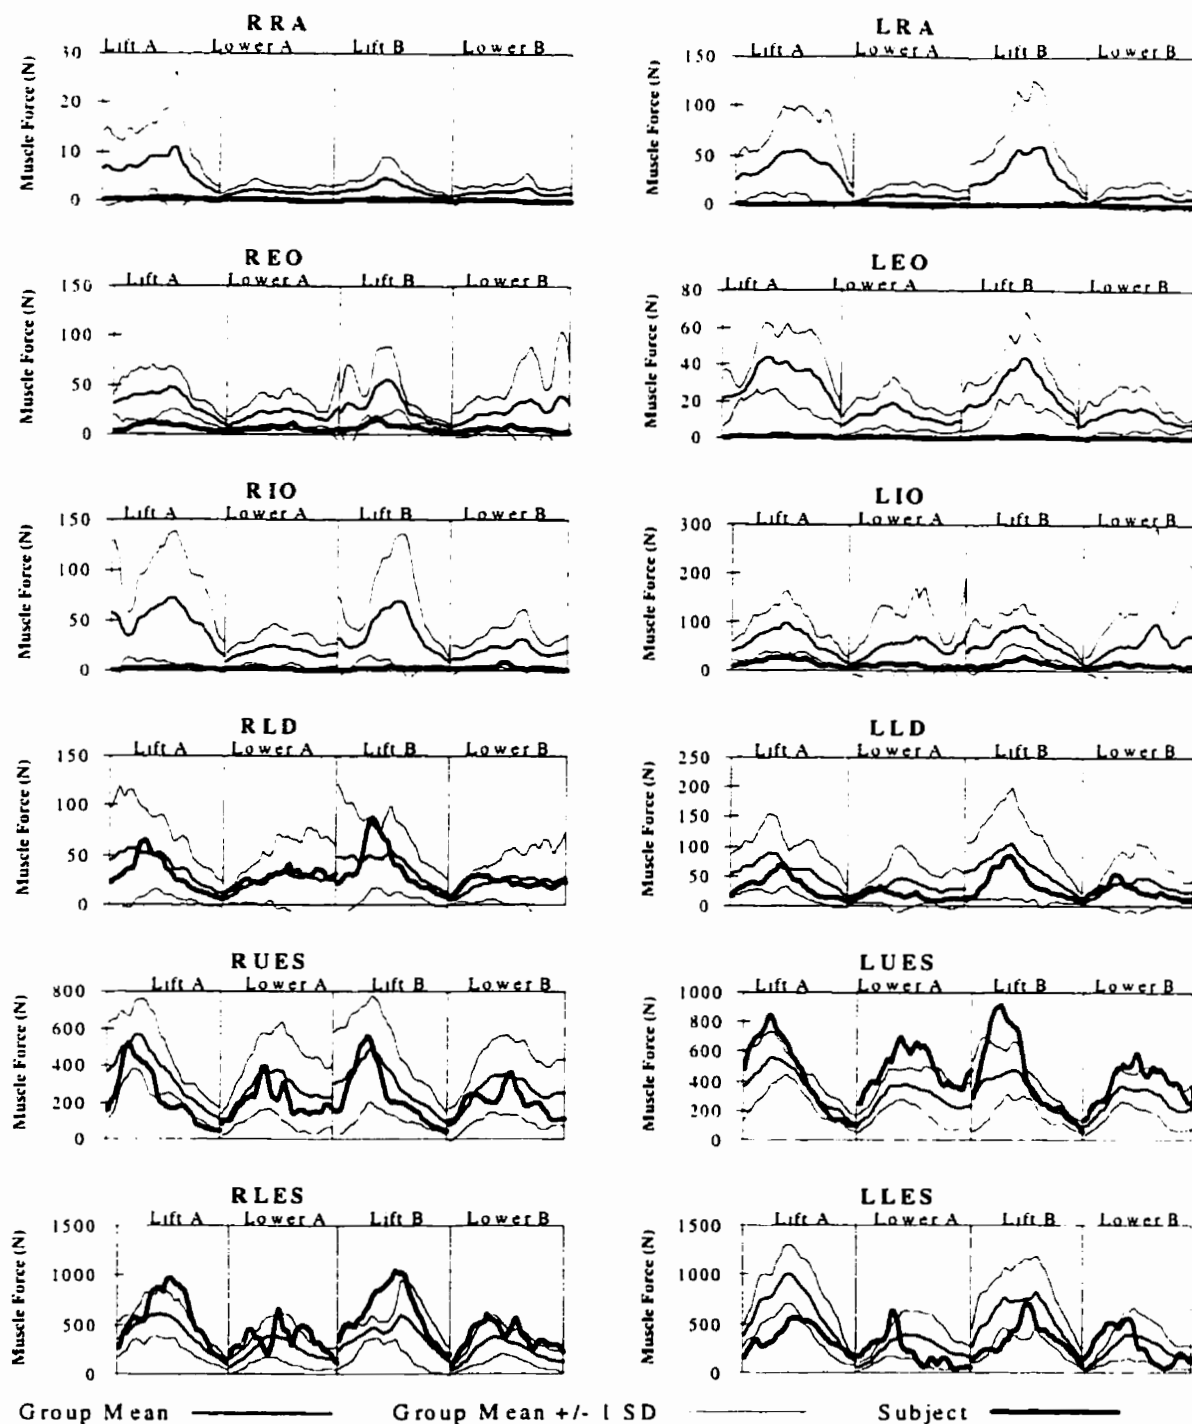 RRA
Lift A Lower A Lift B Lower B
Muscle Force (N)
30
20
10
0
LRA
Lift A Lower A Lift B Lower B
Muscle Force (N)
150
100
50
0
REO
Lift A Lower A Lift B Lower B
Muscle Force (N)
150
100
50
0
LEO
Lift A Lower A Lift B Lower B
Muscle Force (N)
80
60
40
20
0
RIO
Lift A Lower A Lift B Lower B
Muscle Force (N)
150
100
50
0
LIO
Lift A Lower A Lift B Lower B
Muscle Force (N)
300
200
100
0
RLD
Lift A Lower A Lift B Lower B
Muscle Force (N)
150
100
50
0
LLD
Lift A Lower A Lift B Lower B
Muscle Force (N)
250
200
150
100
50
0
RUES
Lift A Lower A Lift B Lower B
Muscle Force (N)
800
600
400
200
0
LUES
Lift A Lower A Lift B Lower B
Muscle Force (N)
1000
800
600
400
200
0
RLES
Lift A Lower A Lift B Lower B
Muscle Force (N)
1500
1000
500
0
LLES
Lift A Lower A Lift B Lower B
Muscle Force (N)
1500
1000
500
0
Group Mean Group Mean +/- 1 SD Subject